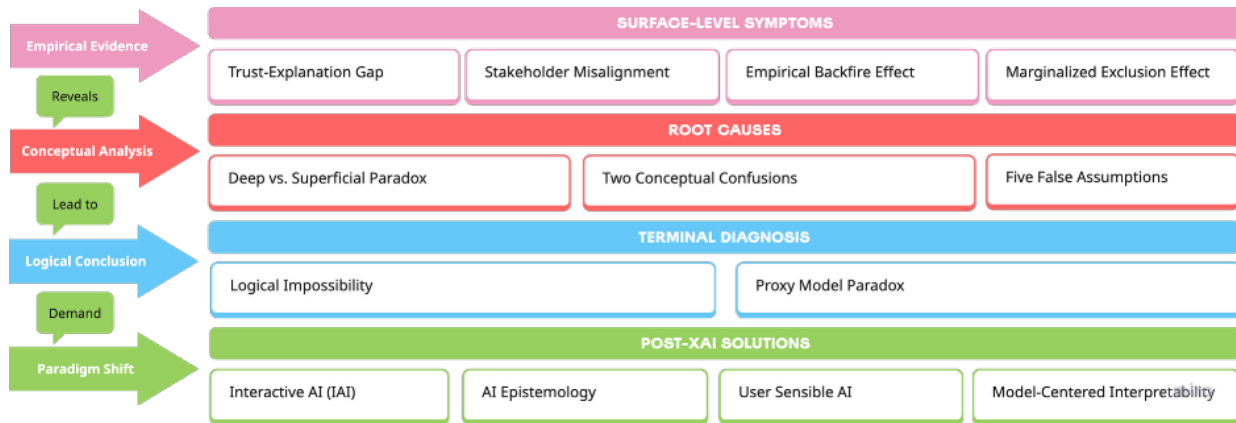 SURFACE-LEVEL SYMPTOMS
Empirical Evidence
Trust-Explanation Gap
Stakeholder Misalignment
Empirical Backfire Effect
Marginalized Exclusion Effect
Reveals
ROOT CAUSES
Conceptual Analysis
Deep vs. Superficial Paradox
Two Conceptual Confusions
Five False Assumptions
Lead to
TERMINAL DIAGNOSIS
Logical Conclusion
Logical Impossibility
Proxy Model Paradox
Demand
POST-XAI SOLUTIONS
Paradigm Shift
Interactive AI (IAI)
AI Epistemology
User Sensible AI
Model-Centered Interpretability